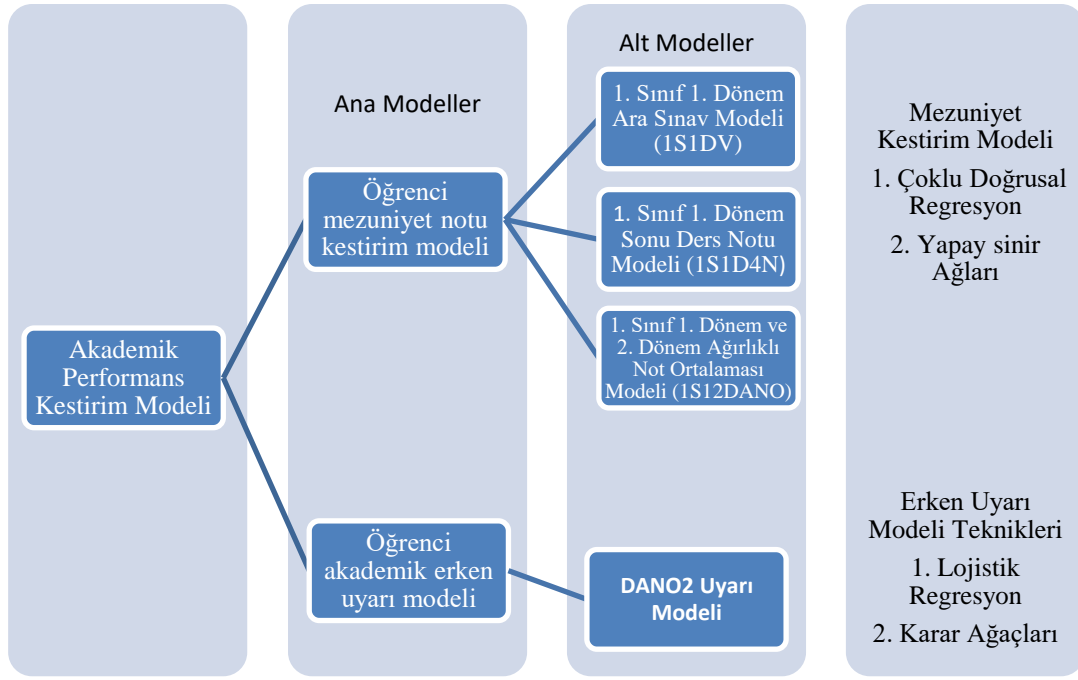 Akademik
Performans
Kestirim Modeli
Ana Modeller
Öğrenci
mezuniyet notu
kestirim modeli
Öğrenci
akademik erken
uyarı modeli
Alt Modeller
1. Sınıf 1. Dönem
Ara Sınav Modeli
(1S1DV)
1. Sınıf 1. Dönem
Sonu Ders Notu
Modeli (1S1D4N)
1. Sınıf 1. Dönem ve
2. Dönem Ağırlıklı
Not Ortalaması
Modeli (1S12DANO)
DANO2 Uyarı
Modeli
Mezuniyet
Kestirim Modeli
1. Çoklu Doğrusal
Regresyon
2. Yapay sinir
Ağları
Erken Uyarı
Modeli Teknikleri
1. Lojistik
Regresyon
2. Karar Ağaçları